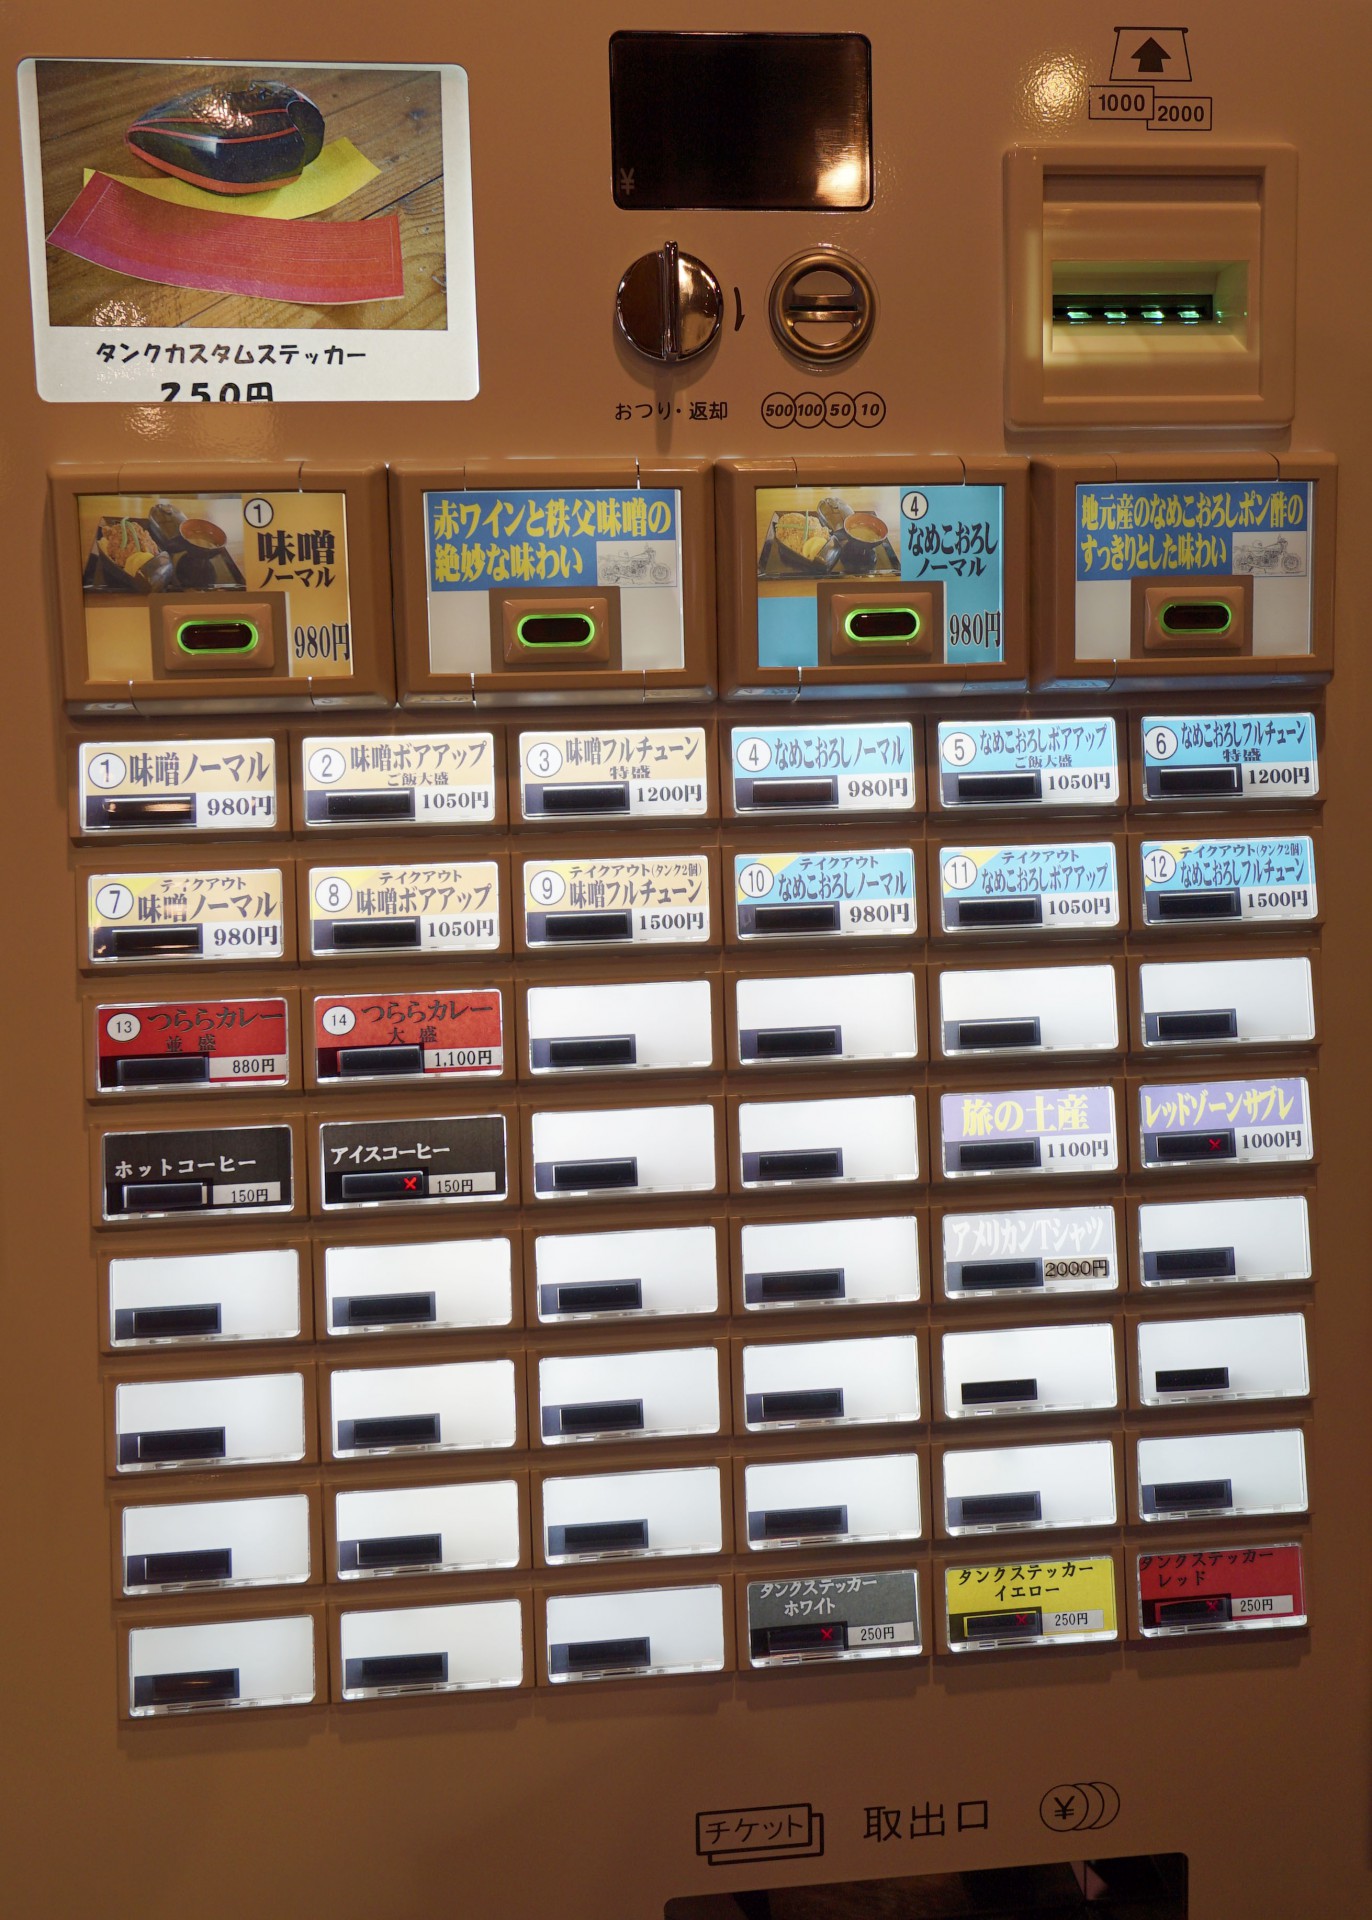 1000
2000
¥
タンクカスタムステッカー
250円
おつり・返却
500 100 50 10
① 味噌
ノーマル
980円
赤ワインと秩父味噌の
絶妙な味わい
④ なめこおろし
ノーマル
980円
地元産のなめこおろしポン酢の
すっきりとした味わい
① 味噌ノーマル
980円
② 味噌ボアアップ
ご飯大盛
1050円
③ 味噌フルチューン
特盛
1200円
④ なめこおろしノーマル
980円
⑤ なめこおろしボアアップ
ご飯大盛
1050円
⑥ なめこおろしフルチューン
特盛
1200円
テイクアウト
⑦ 味噌ノーマル
980円
テイクアウト
⑧ 味噌ボアアップ
1050円
テイクアウト(タンク2個)
⑨ 味噌フルチューン
1500円
テイクアウト
⑩ なめこおろしノーマル
980円
テイクアウト
⑪ なめこおろしボアアップ
1050円
テイクアウト(タンク2個)
⑫ なめこおろしフルチューン
1500円
⑬ つららカレー
並盛
880円
⑭ つららカレー
大盛
1,100円
ホットコーヒー
150円
アイスコーヒー
×
150円
旅の土産
1100円
レッドゾーンサブレ
×
1000円
アメリカンTシャツ
2000円
タンクステッカー
ホワイト
×
250円
タンクステッカー
イエロー
×
250円
タンクステッカー
レッド
×
250円
チケット
取出口
¥